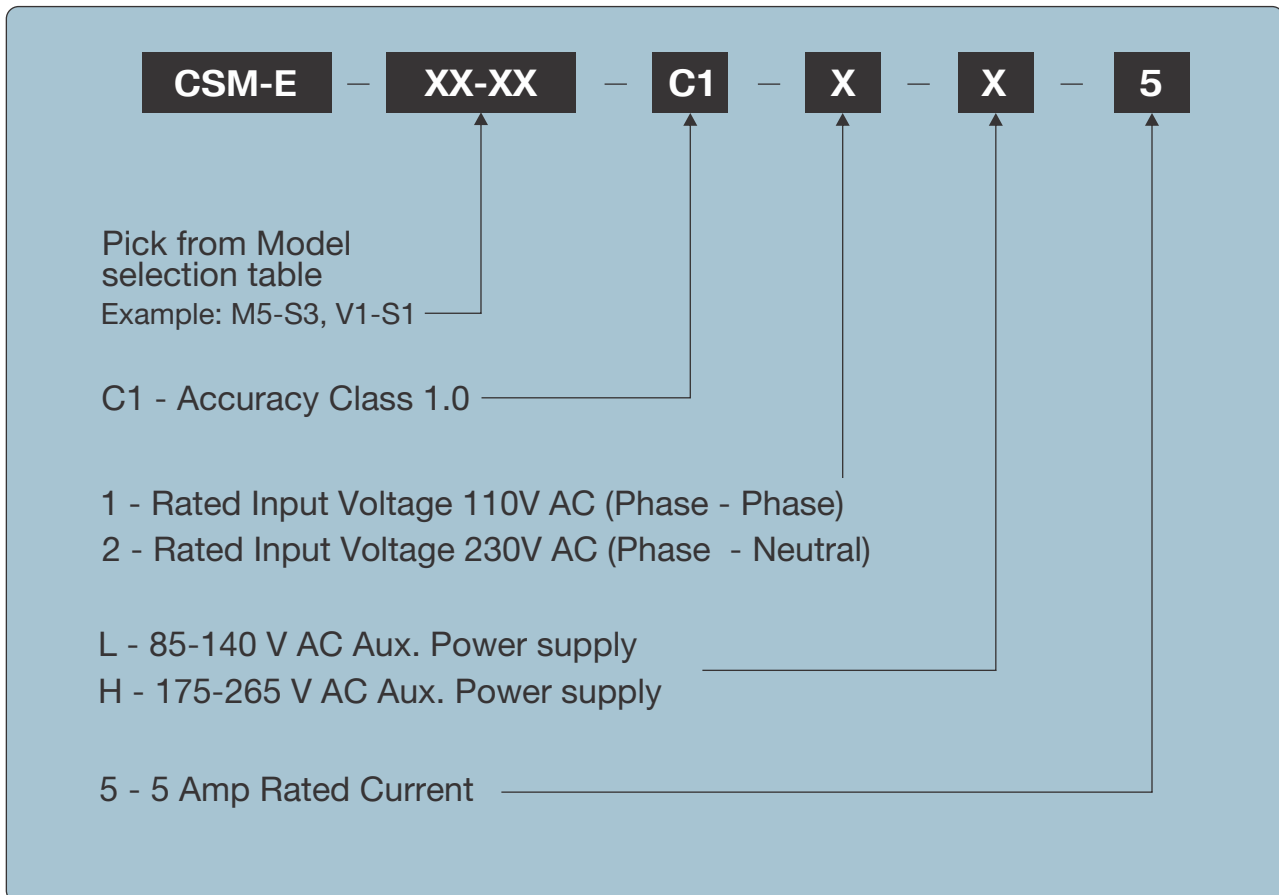 CSM-E – XX-XX – C1 – X – X – 5
Pick from Model
selection table
Example: M5-S3, V1-S1
C1 - Accuracy Class 1.0
1 - Rated Input Voltage 110V AC (Phase - Phase)
2 - Rated Input Voltage 230V AC (Phase - Neutral)
L - 85-140 V AC Aux. Power supply
H - 175-265 V AC Aux. Power supply
5 - 5 Amp Rated Current